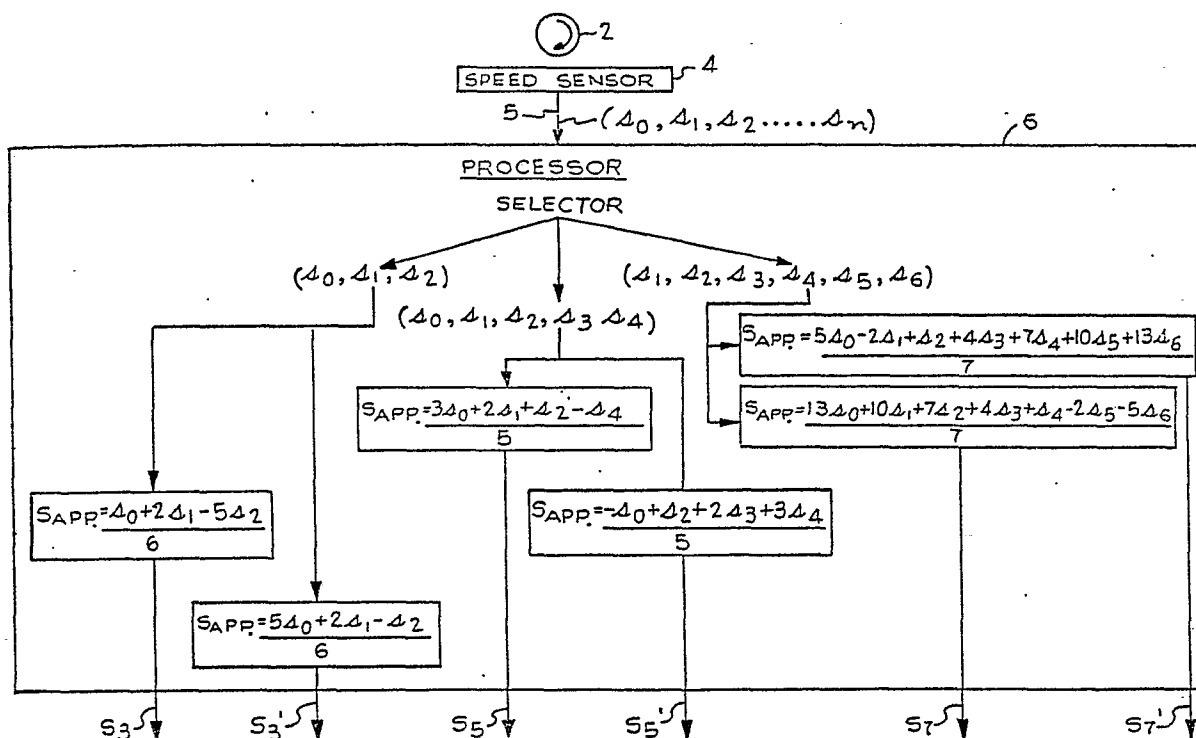 2
SPEED SENSOR
4
5
(Δ0, Δ1, Δ2.....Δn)
6
PROCESSOR
SELECTOR
(Δ0, Δ1, Δ2)
(Δ0, Δ1, Δ2, Δ3 Δ4)
(Δ1, Δ2, Δ3, Δ4, Δ5, Δ6)
SAPP.=5Δ0-2Δ1+Δ2+4Δ3+7Δ4+10Δ5+13Δ6
7
SAPP.=13Δ0+10Δ1+7Δ2+4Δ3+Δ4-2Δ5-5Δ6
7
SAPP.=3Δ0+2Δ1+Δ2-Δ4
5
SAPP.=-Δ0+Δ2+2Δ3+3Δ4
5
SAPP.=Δ0+2Δ1-5Δ2
6
SAPP.=5Δ0+2Δ1-Δ2
6
S3 S3' S5 S5' S7 S7'